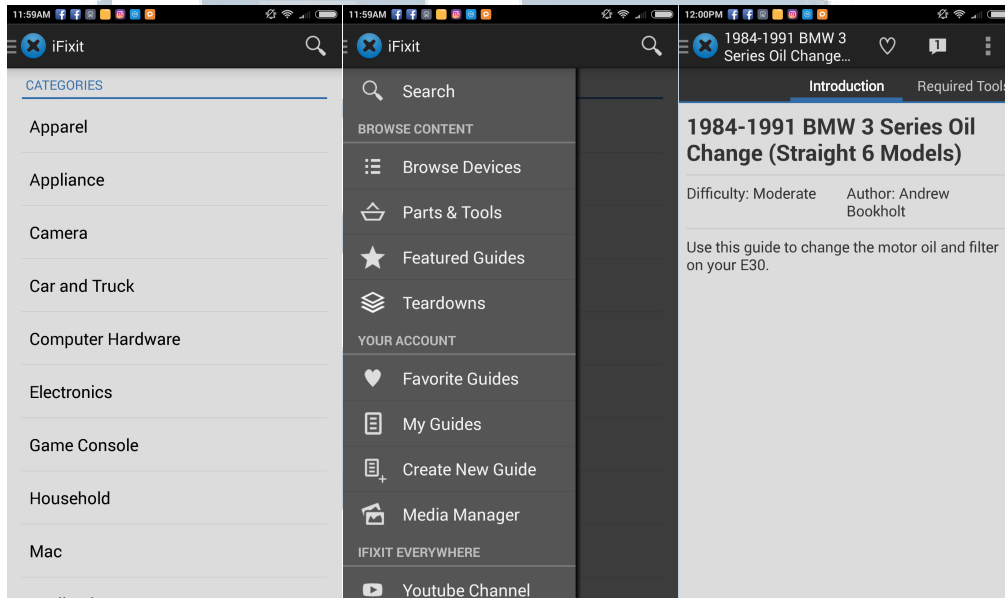 11:59AM
iFixit
CATEGORIES
Apparel
Appliance
Camera
Car and Truck
Computer Hardware
Electronics
Game Console
Household
Mac
11:59AM
iFixit
Search
BROWSE CONTENT
Browse Devices
Parts & Tools
Featured Guides
Teardowns
YOUR ACCOUNT
Favorite Guides
My Guides
Create New Guide
Media Manager
IFIXIT EVERYWHERE
Youtube Channel
12:00PM
1984-1991 BMW 3
Series Oil Change...
1
Introduction
Required Tools
1984-1991 BMW 3 Series Oil
Change (Straight 6 Models)
Difficulty: Moderate
Author: Andrew
Bookholt
Use this guide to change the motor oil and filter
on your E30.